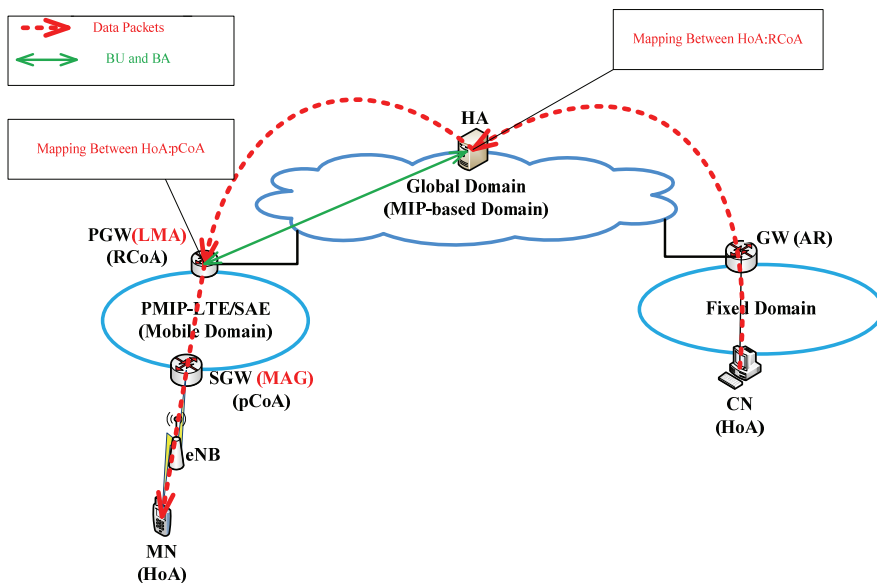 Data Packets
BU and BA
Mapping Between HoA:RCoA
HA
Mapping Between HoA:pCoA
Global Domain
(MIP-based Domain)
PGW(LMA)
(RCoA)
GW (AR)
PMIP-LTE/SAE
(Mobile Domain)
Fixed Domain
SGW (MAG)
(pCoA)
CN
(HoA)
eNB
MN
(HoA)